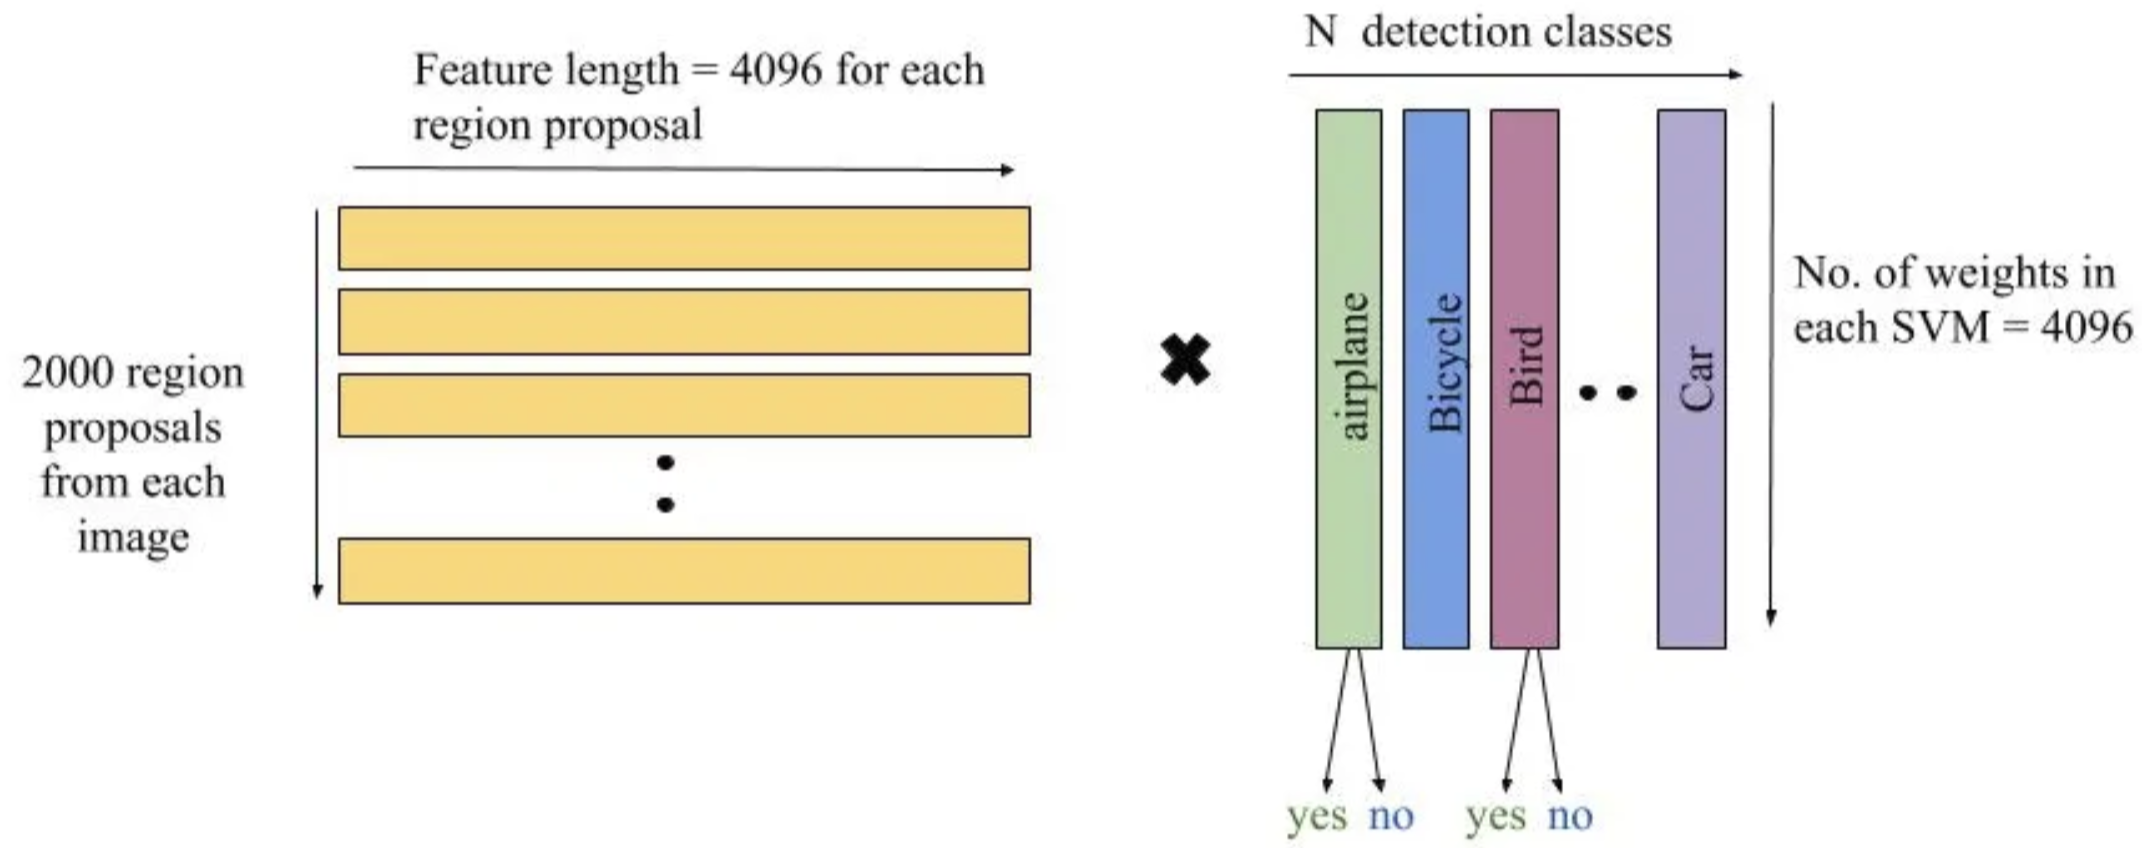 N detection classes
Feature length = 4096 for each
region proposal
2000 region
proposals
from each
image
airplane
Bicycle
Bird
Car
No. of weights in
each SVM = 4096
yes no
yes no